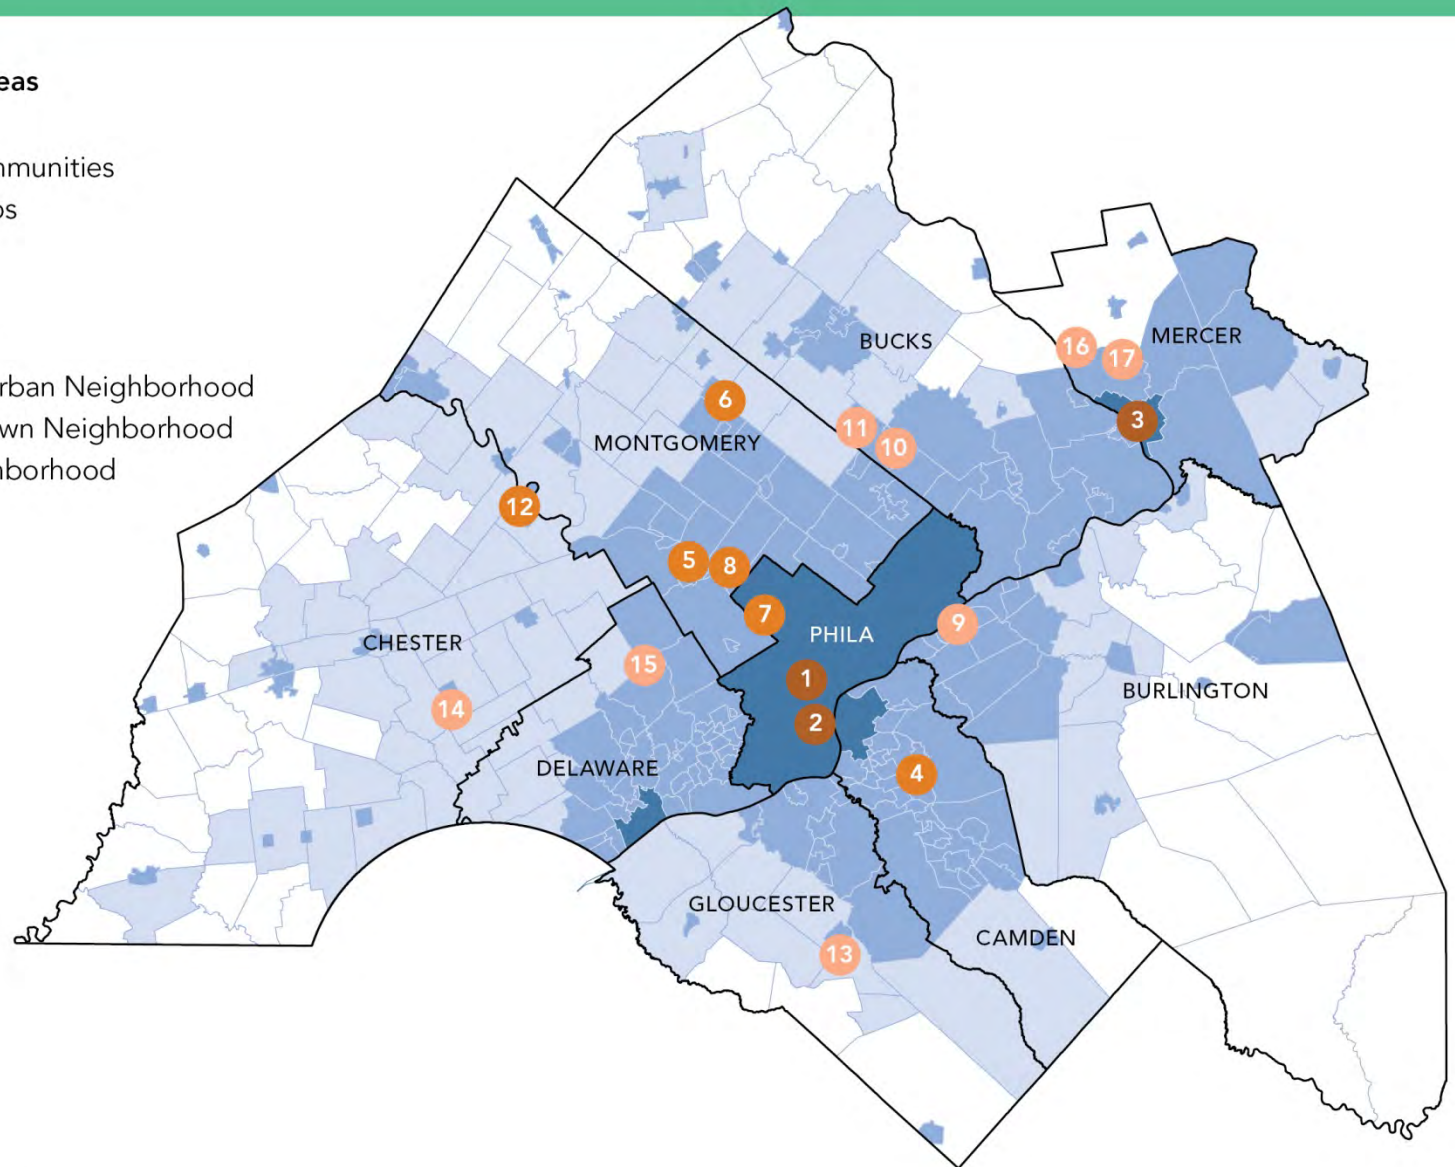 eas
mmunities
os
rban Neighborhood
wn Neighborhood
hborhood
BUCKS
MERCER
16
17
6
3
11
10
MONTGOMERY
12
5
8
7
9
PHILA
CHESTER
15
1
BURLINGTON
14
2
DELAWARE
4
GLOUCESTER
CAMDEN
13